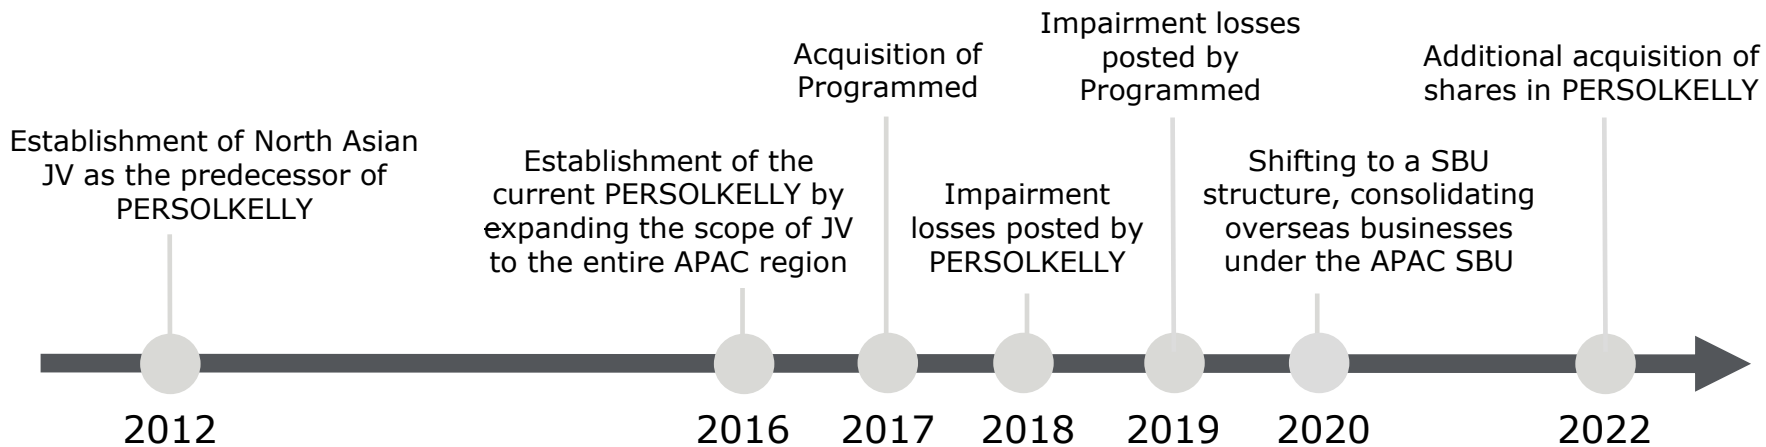 Establishment of North Asian
JV as the predecessor of
PERSOLKELLY
Establishment of the
current PERSOLKELLY by
expanding the scope of JV
to the entire APAC region
Acquisition of
Programmed
Impairment
losses posted by
PERSOLKELLY
Impairment losses
posted by
Programmed
Shifting to a SBU
structure, consolidating
overseas businesses
under the APAC SBU
Additional acquisition of
shares in PERSOLKELLY
2012
2016
2017
2018
2019
2020
2022